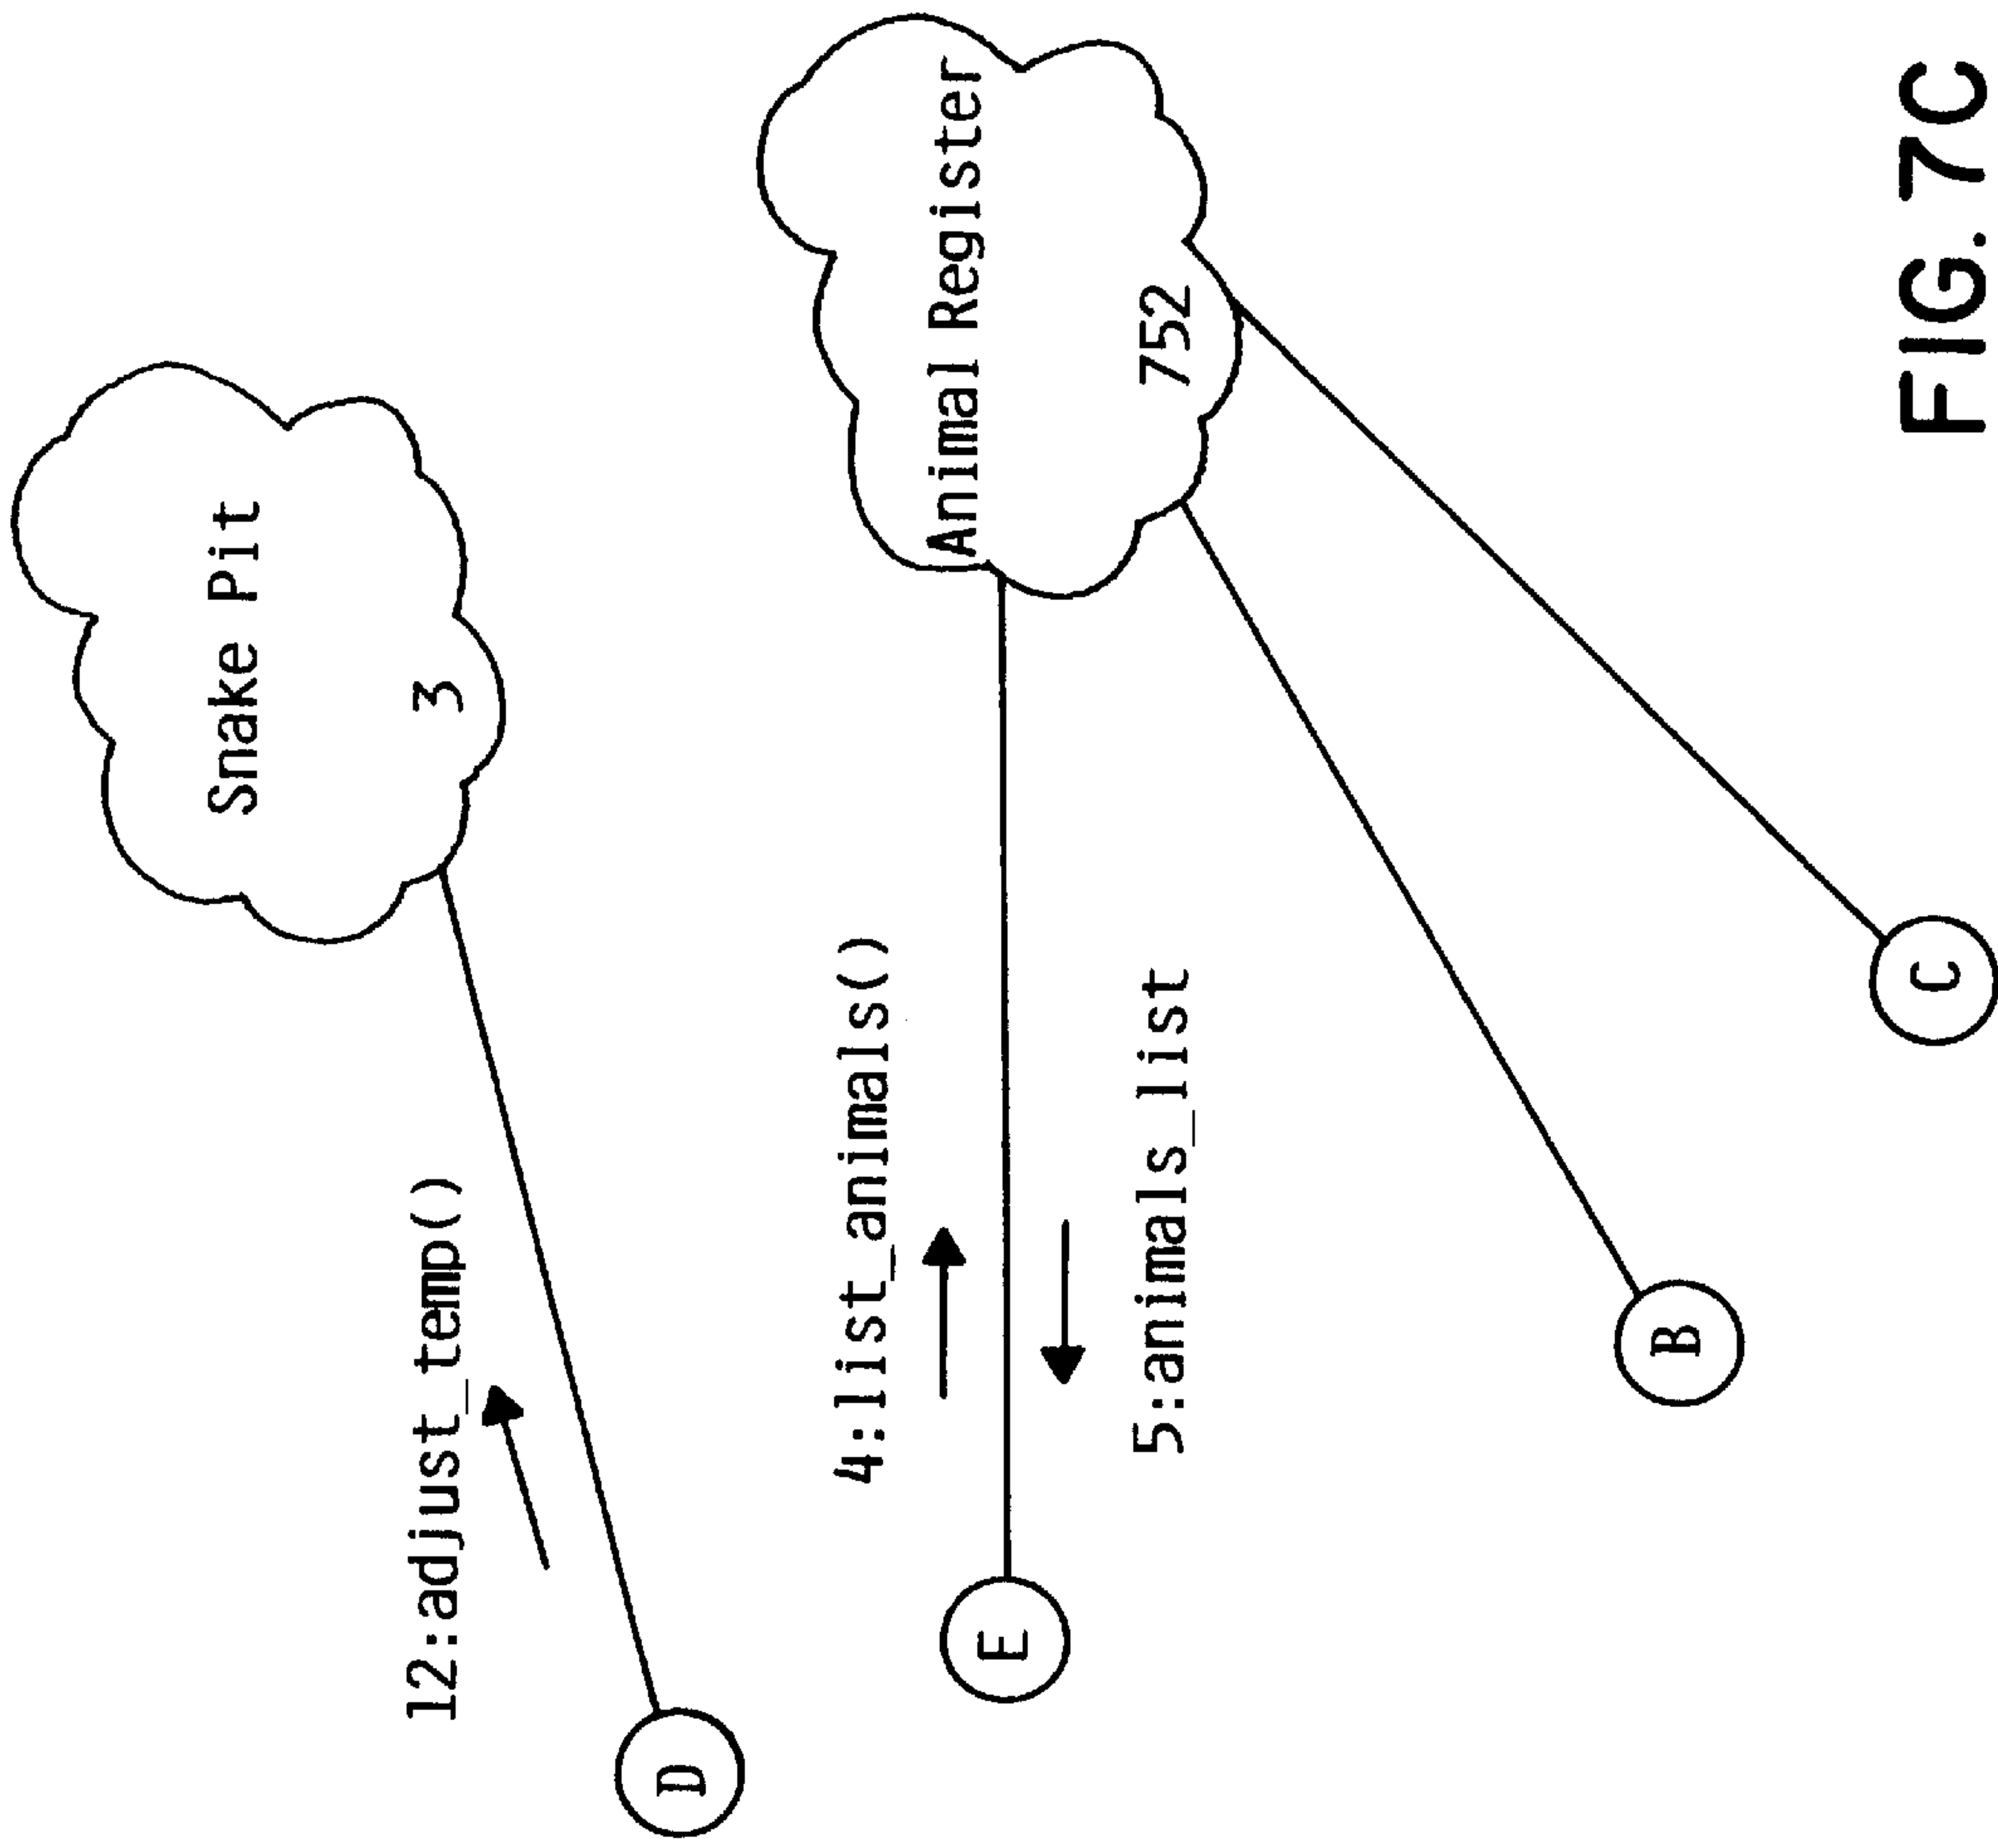 12:adjust_temp()
Snake Pit
3
D
4:list_animals()
Animal Register
752
E
5:animals_list
B
C
FIG. 7C